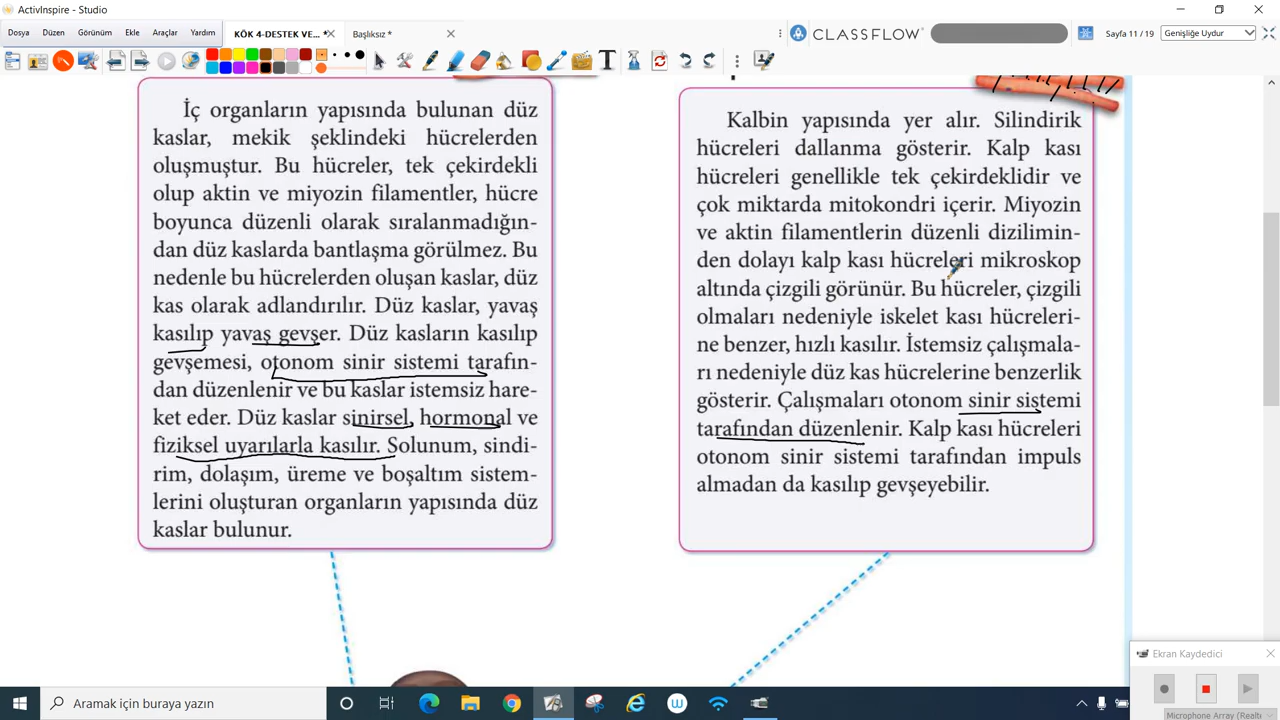 ActivInspire - Studio
Dosya Düzen Görünüm Ekle Araçlar Yardım
KÖK 4-DESTEK VE...*
Başlıksız *
CLASSFLOW
Sayfa 11 / 19
Genişliğe Uydur
İç organların yapısında bulunan düz
kaslar, mekik şeklindeki hücrelerden
oluşmuştur. Bu hücreler, tek çekirdekli
olup aktin ve miyozin filamentler, hücre
boyunca düzenli olarak sıralanmadığın-
dan düz kaslarda bantlaşma görülmez. Bu
nedenle bu hücrelerden oluşan kaslar, düz
kas olarak adlandırılır. Düz kaslar, yavaş
kasılıp yavaş gevşer. Düz kasların kasılıp
gevşemesi, otonom sinir sistemi tarafın-
dan düzenlenir ve bu kaslar istemsiz hare-
ket eder. Düz kaslar sinirsel, hormonal ve
fiziksel uyarılarla kasılır. Solunum, sindi-
rim, dolaşım, üreme ve boşaltım sistem-
lerini oluşturan organların yapısında düz
kaslar bulunur.
Kalbin yapısında yer alır. Silindirik
hücreleri dallanma gösterir. Kalp kası
hücreleri genellikle tek çekirdeklidir ve
çok miktarda mitokondri içerir. Miyozin
ve aktin filamentlerin düzenli dizilimin-
den dolayı kalp kası hücreleri mikroskop
altında çizgili görünür. Bu hücreler, çizgili
olmaları nedeniyle iskelet kası hücreleri-
ne benzer, hızlı kasılır. İstemsiz çalışmala-
rı nedeniyle düz kas hücrelerine benzerlik
gösterir. Çalışmaları otonom sinir sistemi
tarafından düzenlenir. Kalp kası hücreleri
otonom sinir sistemi tarafından impuls
almadan da kasılıp gevşeyebilir.
Ekran Kaydedici
Microphone Array (Realte
Aramak için buraya yazın